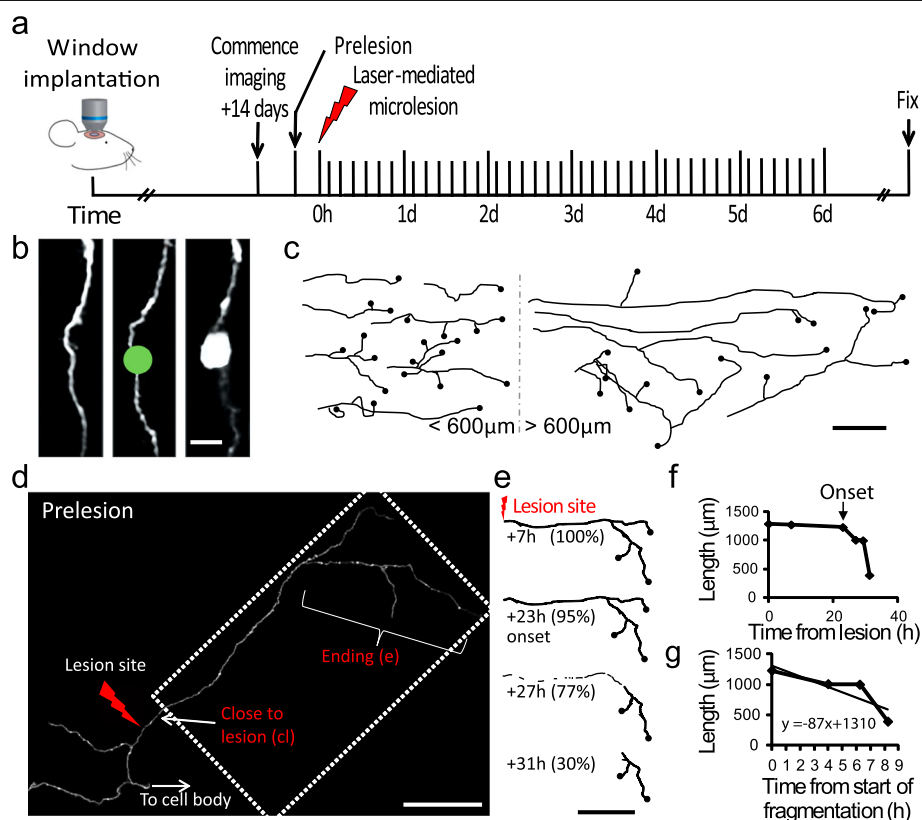 a
Window
implantation
Commence
imaging
+14 days
Prelesion
Laser-mediated
microlesion
Fix
Time
0h 1d 2d 3d 4d 5d 6d
b
c
< 600μm > 600μm
d
Prelesion
Lesion site
Ending (e)
Close to
lesion (cl)
To cell body
e
Lesion site
+7h (100%)
+23h (95%)
onset
+27h (77%)
+31h (30%)
f
Onset
Length (μm)
1500
1000
500
0
0 20 40
Time from lesion (h)
g
Length (μm)
1500
1000
500
0
y =-87x+1310
0 1 2 3 4 5 6 7 8 9
Time from start of
fragmentation (h)